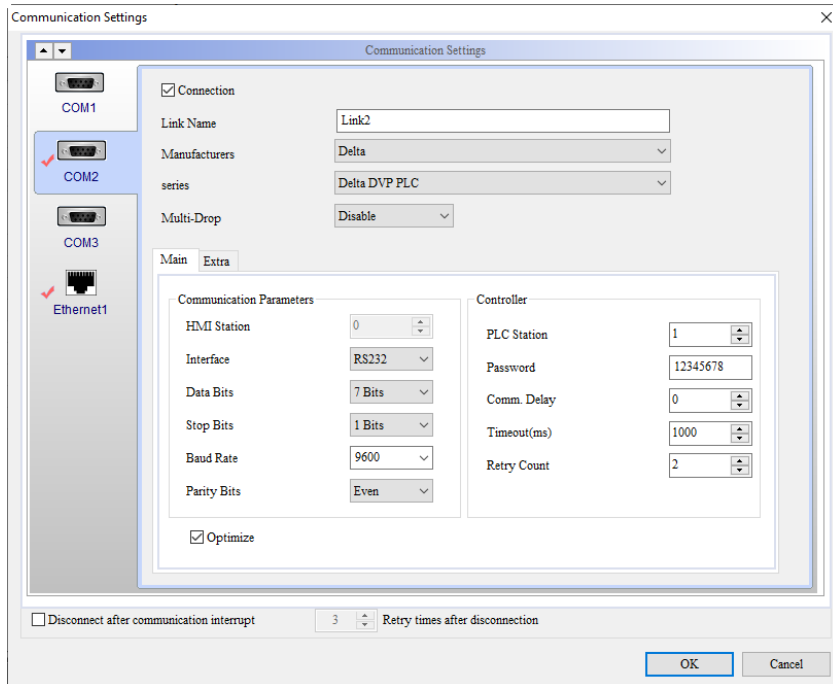 Communication Settings
Communication Settings
COM1
COM2
COM3
Ethernet1
Connection
Link Name Link2
Manufacturers Delta
series Delta DVP PLC
Multi-Drop Disable
Main Extra
Communication Parameters
HMI Station 0
Interface RS232
Data Bits 7 Bits
Stop Bits 1 Bits
Baud Rate 9600
Parity Bits Even
Controller
PLC Station 1
Password 12345678
Comm. Delay 0
Timeout(ms) 1000
Retry Count 2
Optimize
Disconnect after communication interrupt 3 Retry times after disconnection
OK Cancel